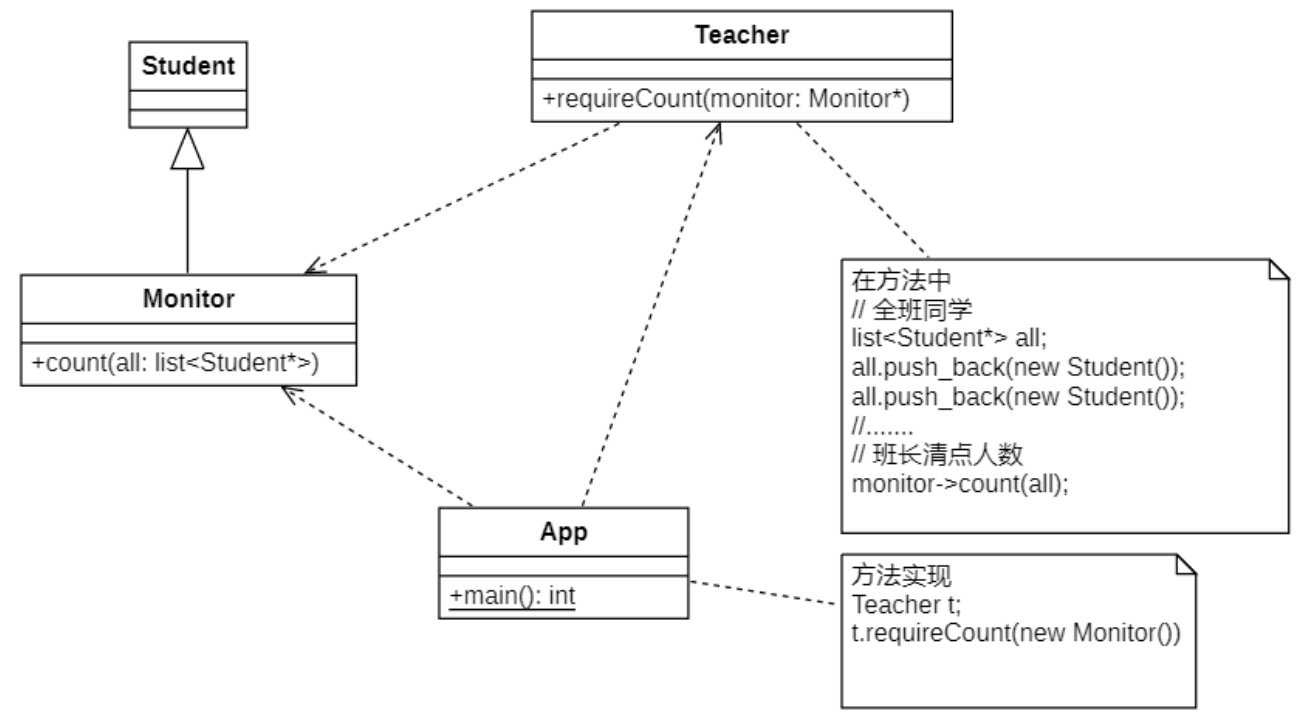 Student
Teacher
+requireCount(monitor: Monitor*)
Monitor
+count(all: list<Student*>)
在方法中
// 全班同学
list<Student*> all;
all.push_back(new Student());
all.push_back(new Student());
//.......
// 班长清点人数
monitor->count(all);
App
+main(): int
方法实现
Teacher t;
t.requireCount(new Monitor())